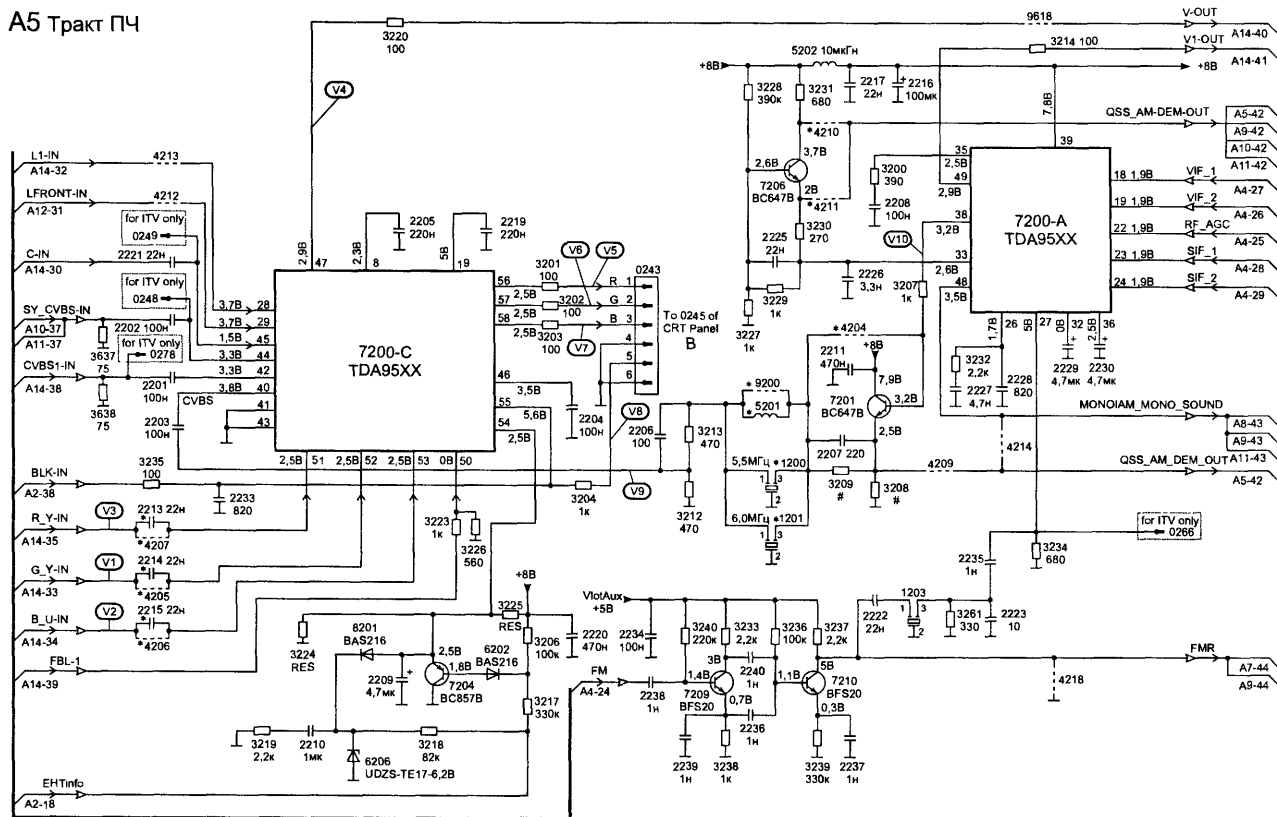 A5 Тракт ПЧ
3220
100
9618
V-OUT
A14-40
3214 100
V1-OUT
A14-41
5202 10мкГн
+8В
+8В
V4
3228
390к
3231
680
2217
22н
2216
100мк
+
7,8В
QSS_AM-DEM-OUT
A5-42
A9-42
A10-42
A11-42
*4210
3,7В
2,6В
7206
BC647B
2В
*4211
3200
390
2208
100н
35
2,5В
49
2,9В
38
3,2В
33
2,6В
48
3,5В
39
7200-A
TDA95XX
18 1,9В
VIF_1
A4-27
19 1,9В
VIF_2
A4-26
22 1,9В
RF_AGC
A4-25
23 1,9В
SIF_1
A4-28
24 1,9В
SIF_2
A4-29
1,7В
26
5В
27
0В
32
2,5В
36
L1-IN
A14-32
4213
LFRONT-IN
A12-31
4212
for ITV only
0249
C-IN
A14-30
2221 22н
for ITV only
0248
SY_CVBS-IN
A10-37
A11-37
2202 100н
3637
75
for ITV only
0278
CVBS1-IN
A14-38
2201
100н
3638
75
2203
100н
CVBS
2,9В
47
2,3В
8
2205
220н
5В
19
2219
220н
3,7В
28
3,7В
29
1,5В
45
3,3В
44
3,3В
42
3,8В
40
41
43
7200-C
TDA95XX
56
2,5В
57
2,5В
58
2,5В
46
3,5В
55
5,6В
54
2,5В
2,5В
51
2,5В
52
2,5В
53
0В
50
3201
100
3202
100
3203
100
V6
V5
V7
R 1
G 2
B 3
4
5
6
0243
To 0245 of
CRT Panel
B
2204
100н
V8
2206
100
V9
3204
1к
3213
470
3212
470
2225
22н
3230
270
3229
1к
3227
1к
2226
3,3н
V10
3207
1к
*4204
+8В
2211
470н
7,9В
* 9200
* 5201
7201
BC647B
3,2В
2,5В
2207 220
5,5МГц
*1200
1 3
2
6,0МГц
*1201
1 3
2
3209
#
3208
#
4209
3232
2,2к
2227
4,7н
2228
820
2229
4,7мк
+
2230
4,7мк
+
MONOIAM_MONO_SOUND
A8-43
A9-43
A11-43
4214
QSS_AM_DEM_OUT
A5-42
BLK-IN
A2-38
3235
100
2233
820
R_Y-IN
A14-35
V3
* 2213 22н
*4207
G_Y-IN
A14-33
V1
* 2214 22н
*4205
B_U-IN
A14-34
V2
* 2215 22н
*4206
FBL-1
A14-39
3223
1к
3226
560
+8В
3225
RES
3224
RES
3206
100к
2220
470н
8201
BAS216
2209
4,7мк
+
2,5В
1,8В
7204
BC857B
6202
BAS216
3217
330к
3219
2,2к
2210
1мк
6206
UDZS-TE17-6,2В
3218
82к
EHTinfo
A2-18
VlotAux
+5В
2234
100н
3240
220к
3233
2,2к
3236
100к
3237
2,2к
FM
A4-24
2238
1н
3В
1,4В
7209
BFS20
0,7В
2240
1н
2236
1н
1,1В
5В
7210
BFS20
0,3В
2239
1н
3238
1к
3239
330к
2237
1н
2222
22н
1203
1 3
2
3261
330
2235
1н
2223
10
3234
680
for ITV only
0266
FMR
A7-44
A9-44
4218